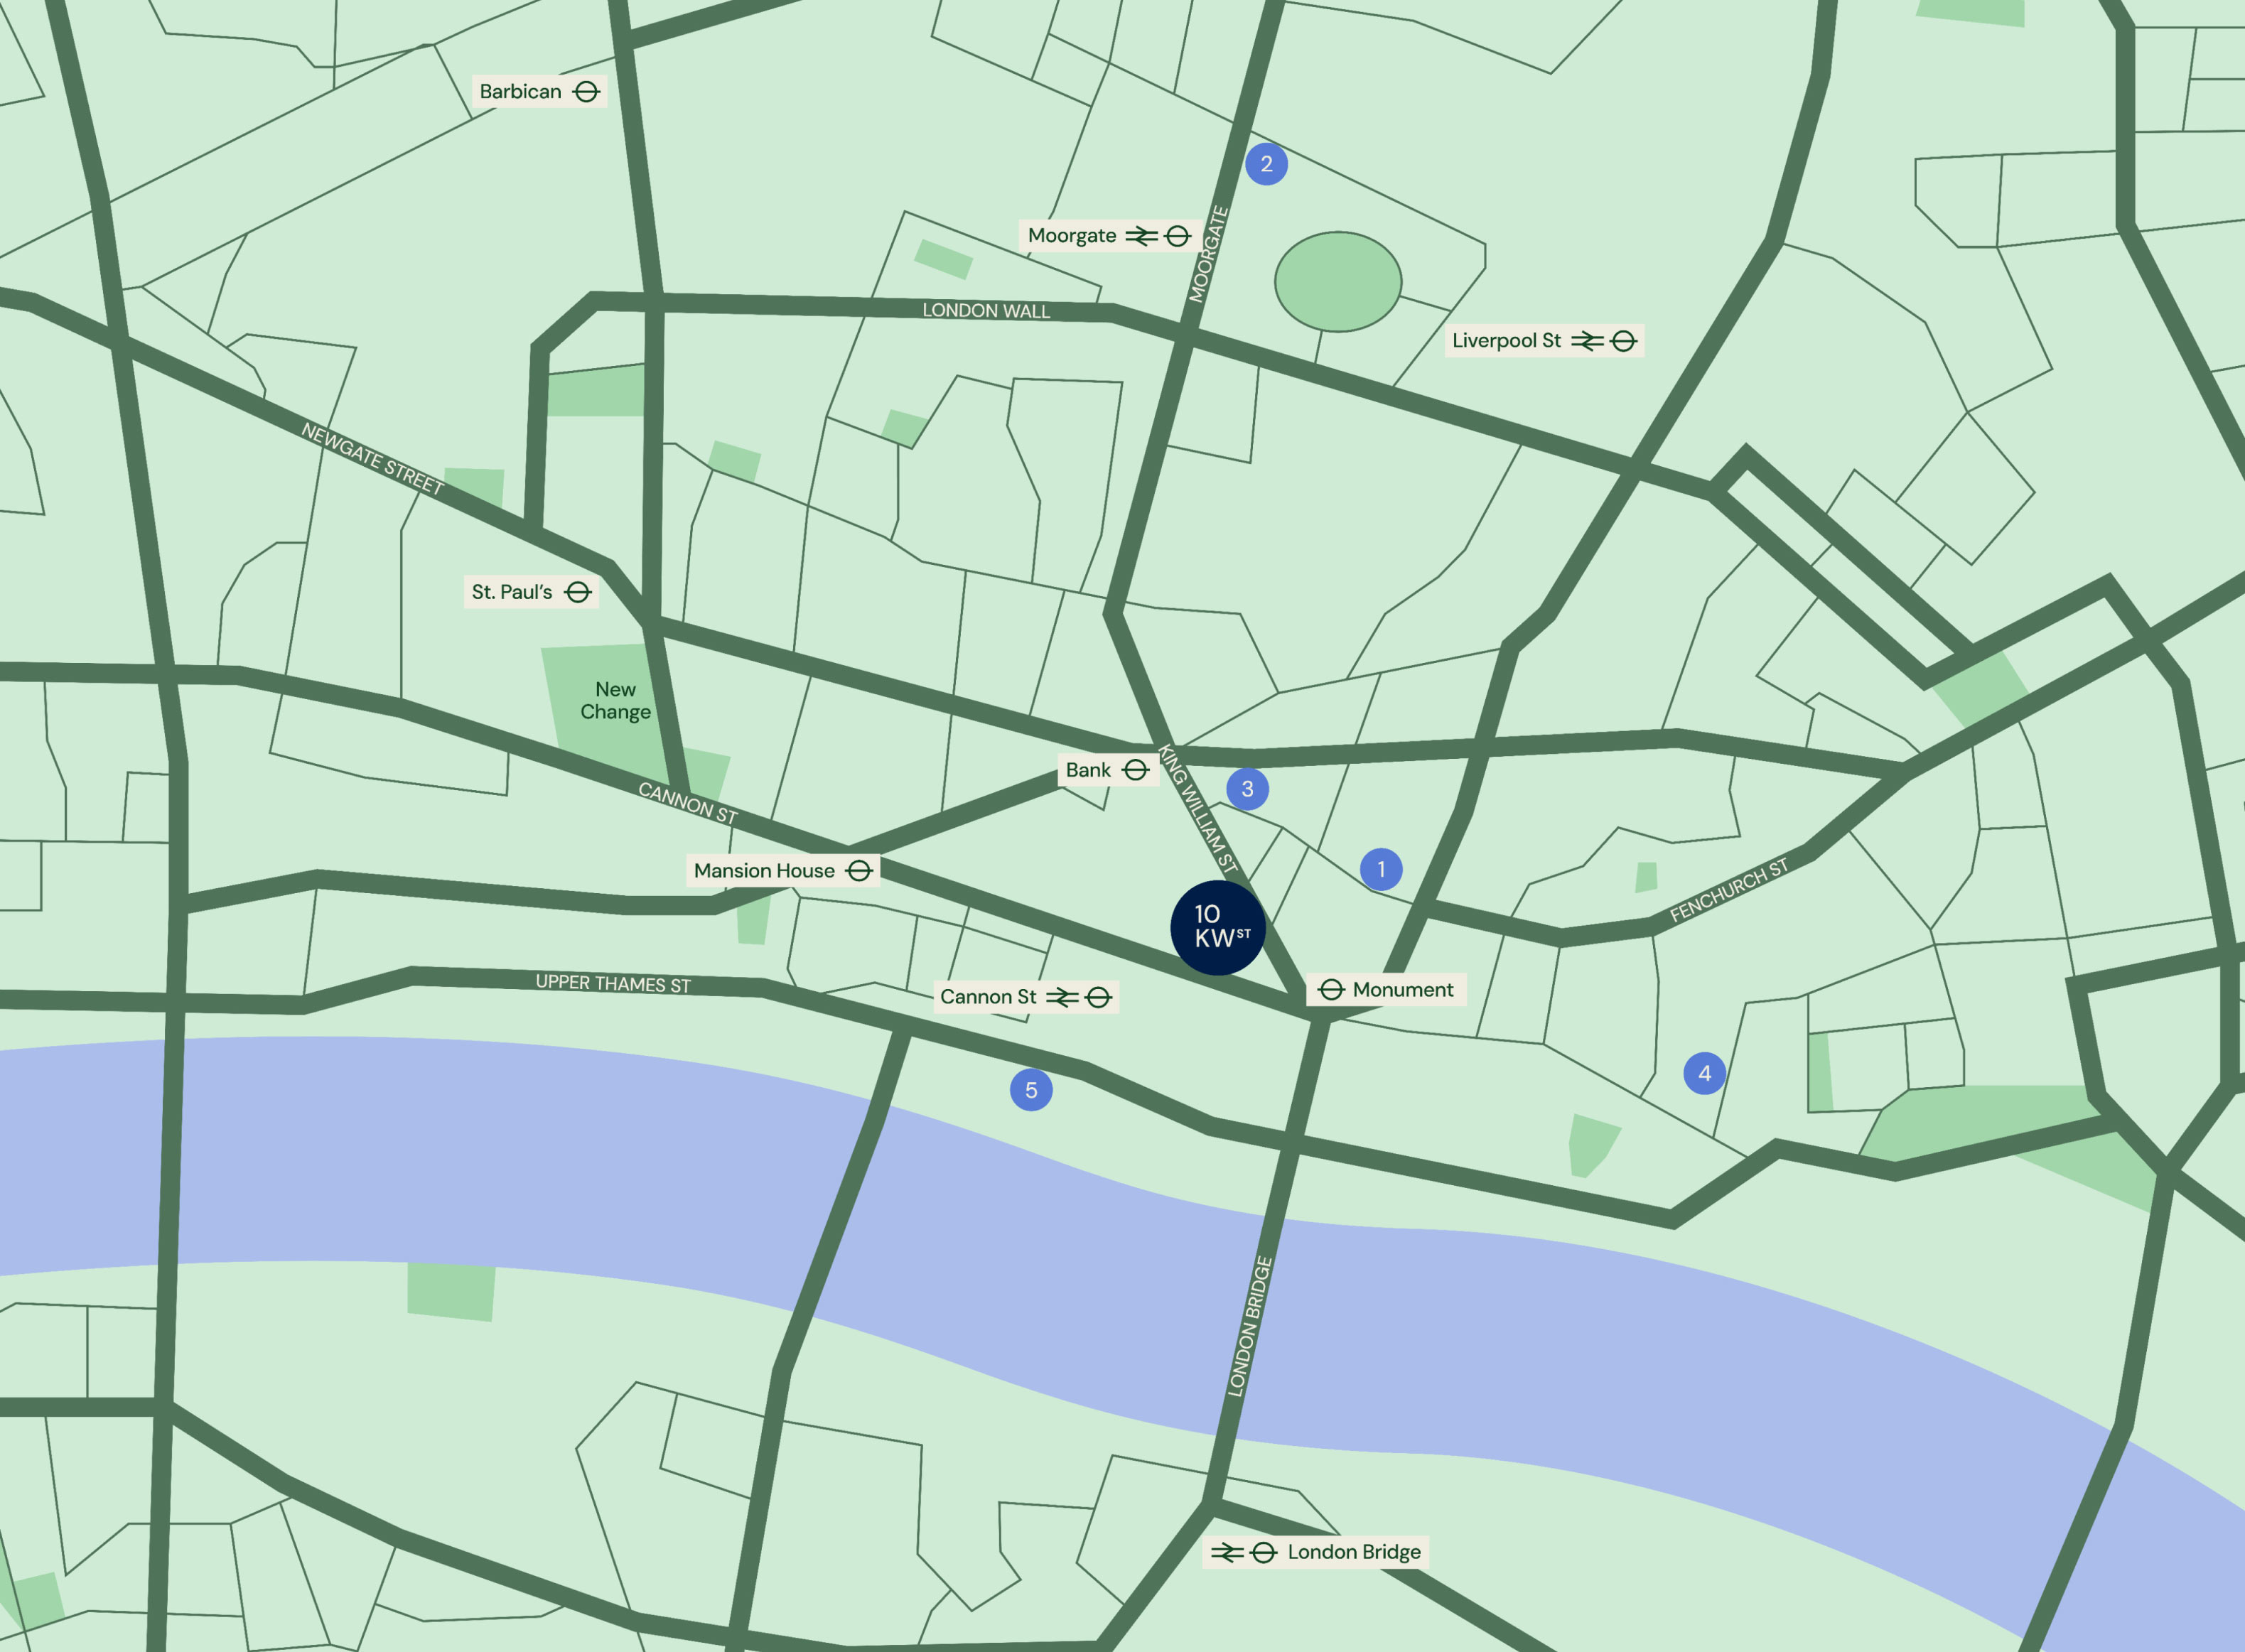 Barbican
2
Moorgate
MOORGATE
LONDON WALL
Liverpool St
NEWGATE STREET
St. Paul's
New
Change
Bank
KING WILLIAM ST
3
CANNON ST
Mansion House
1
FENCHURCH ST
10
KWST
UPPER THAMES ST
Cannon St
Monument
4
5
LONDON BRIDGE
London Bridge